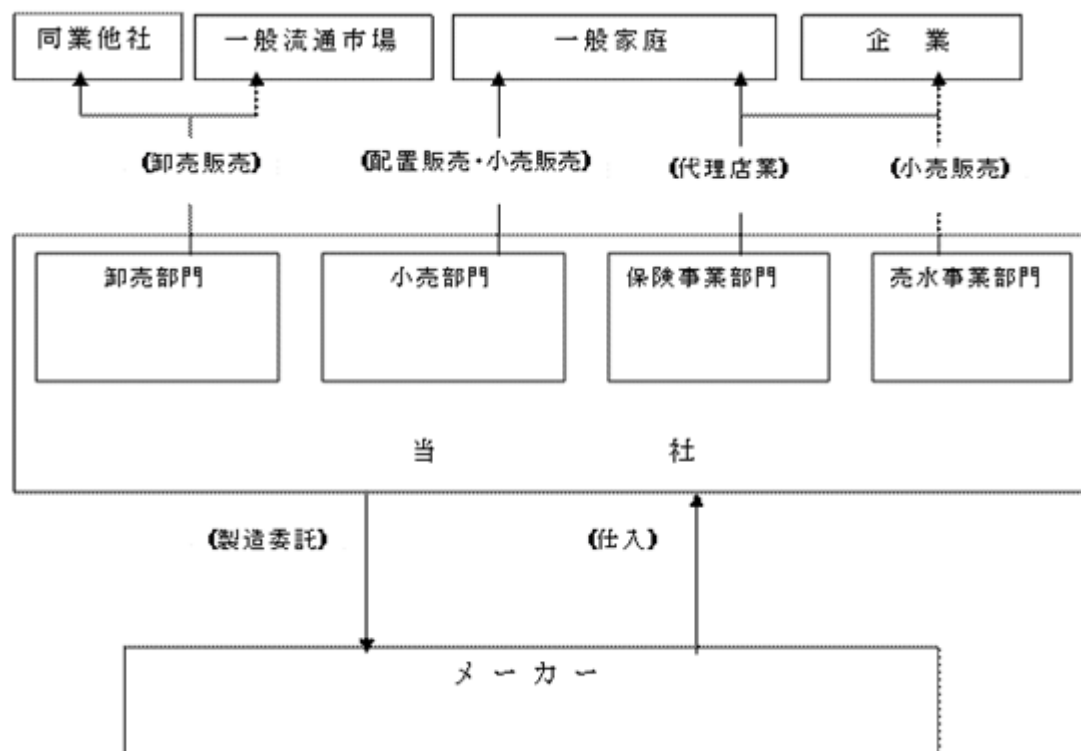 同業他社
一般流通市場
一般家庭
企 業
(卸売販売)
(配置販売・小売販売)
(代理店業)
(小売販売)
卸売部門
小売部門
保険事業部門
売水事業部門
当 社
(製造委託)
(仕入)
メーカー